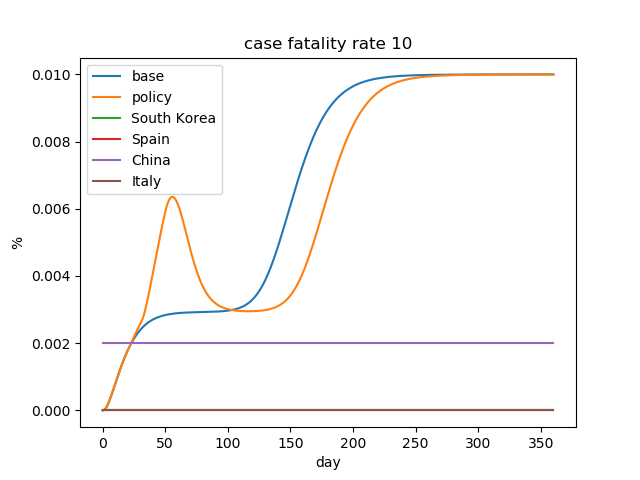 case fatality rate 10
base
policy
South Korea
Spain
China
Italy
%
0.010
0.008
0.006
0.004
0.002
0.000
0 50 100 150 200 250 300 350
day